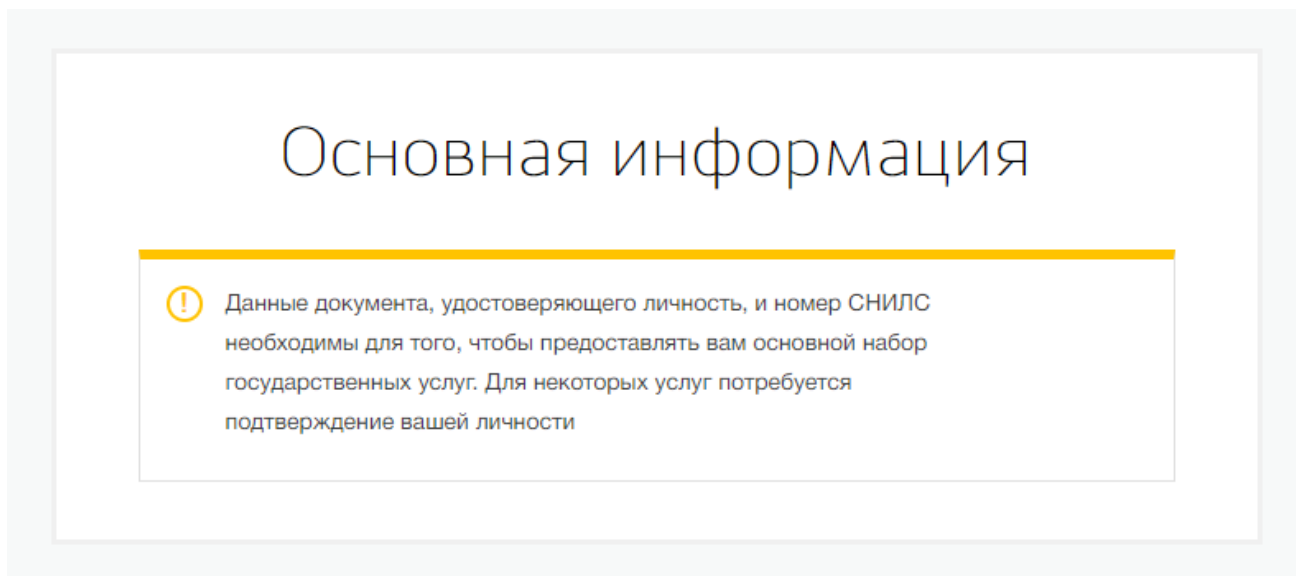 Основная информация
Данные документа, удостоверяющего личность, и номер СНИЛС
необходимы для того, чтобы предоставлять вам основной набор
государственных услуг. Для некоторых услуг потребуется
подтверждение вашей личности